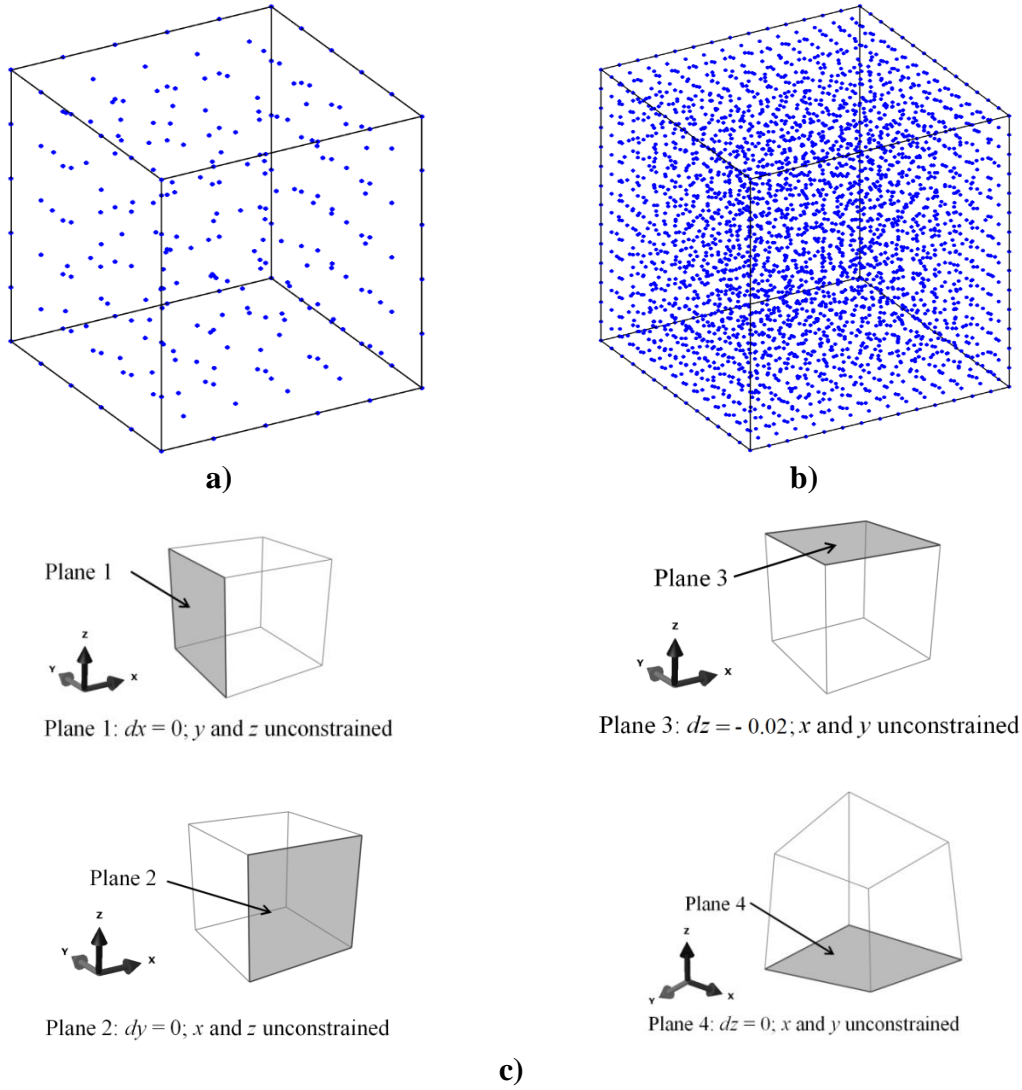 a)
b)
Plane 1
Z
Y
X
Plane 1: dx = 0; y and z unconstrained
Plane 3
Z
Y
X
Plane 3: dz = - 0.02; x and y unconstrained
Plane 2
Z
Y
X
Plane 2: dy = 0; x and z unconstrained
Plane 4
Z
Y
X
Plane 4: dz = 0; x and y unconstrained
c)